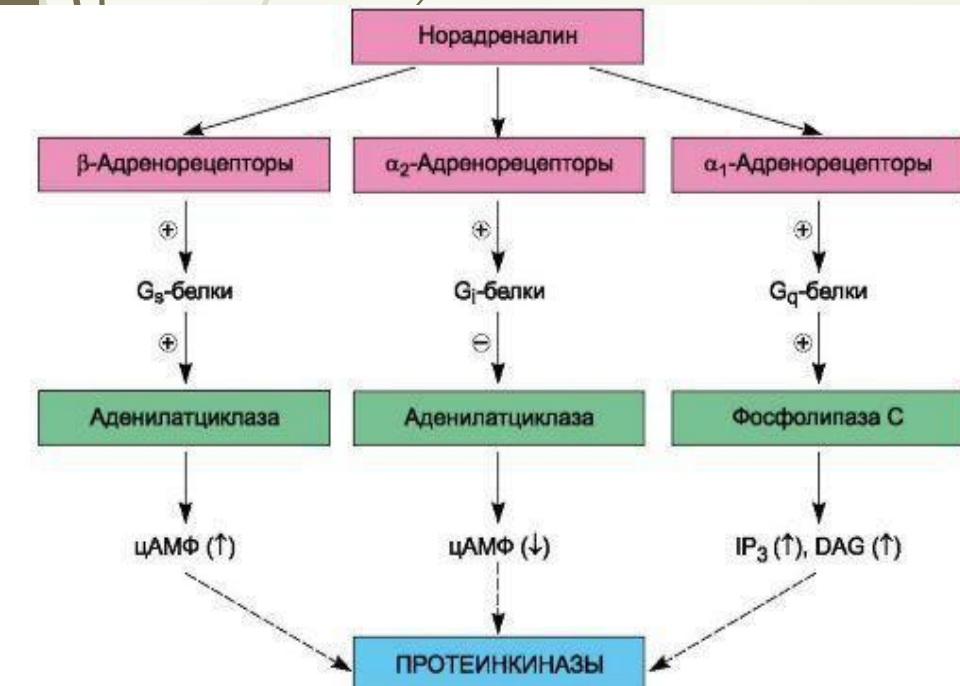 Норадреналин
β-Адренорецепторы α₂-Адренорецепторы α₁-Адренорецепторы
⊕ ⊕ ⊕
Gₛ-белки Gᵢ-белки G_q-белки
⊕ ⊖ ⊕
Аденилатциклаза Аденилатциклаза Фосфолипаза С
цАМФ (↑) цАМФ (↓) IP₃ (↑), DAG (↑)
ПРОТЕИНКИНАЗЫ